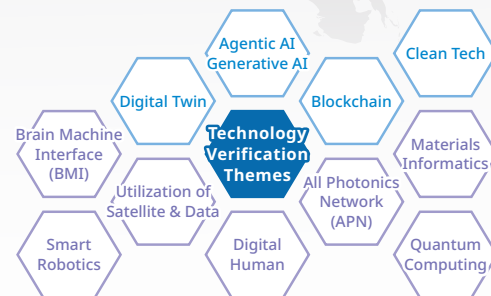 Agentic AI
Generative AI
Clean Tech
Digital Twin
Blockchain
Brain Machine
Interface
(BMI)
Technology
Verification
Themes
Materials
Informatics
Utilization of
Satellite & Data
All Photonics
Network
(APN)
Smart
Robotics
Digital
Human
Quantum
Computing